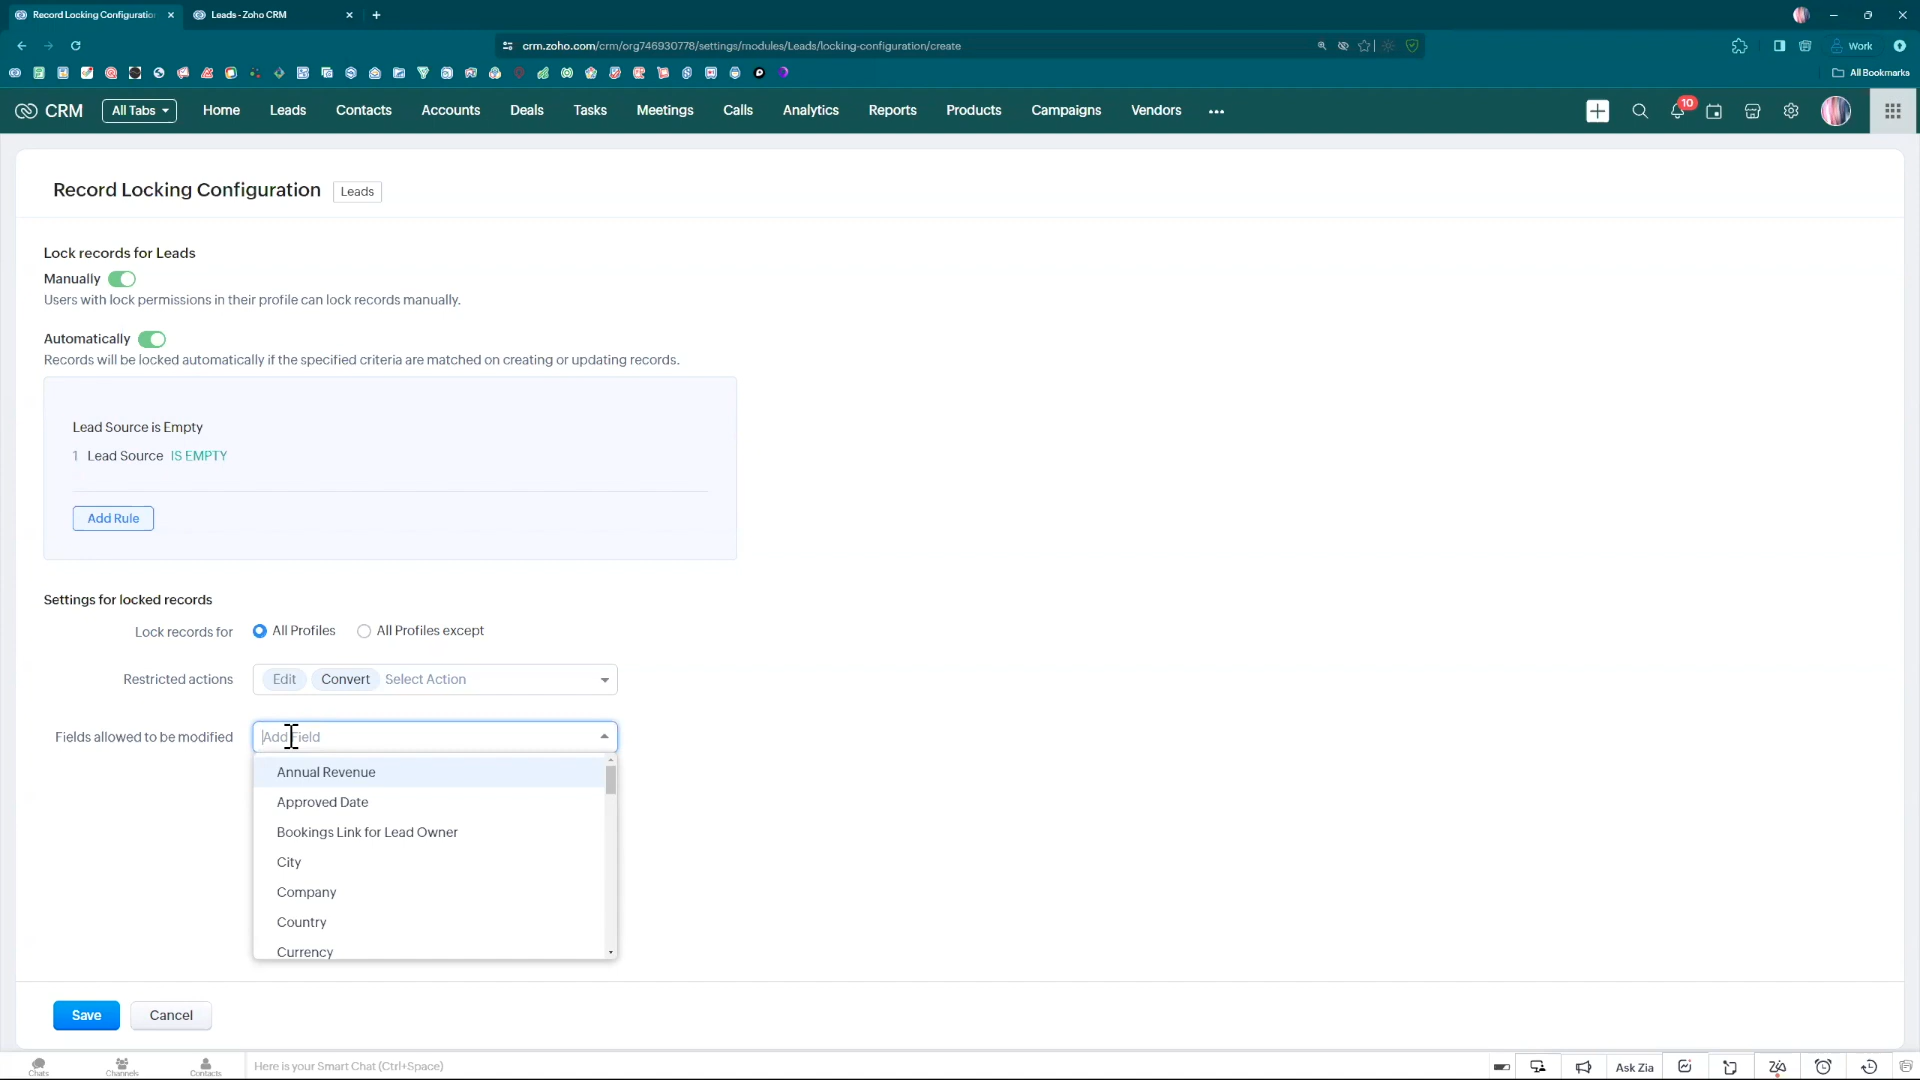 Record Locking Configuration
Leads - Zoho CRM
crm.zoho.com/crm/org746930778/settings/modules/Leads/locking-configuration/create
Work
All Bookmarks
CRM
All Tabs
Home
Leads
Contacts
Accounts
Deals
Tasks
Meetings
Calls
Analytics
Reports
Products
Campaigns
Vendors
10
Record Locking Configuration
Leads
Lock records for Leads
Manually
Users with lock permissions in their profile can lock records manually.
Automatically
Records will be locked automatically if the specified criteria are matched on creating or updating records.
Lead Source is Empty
1 Lead Source IS EMPTY
Add Rule
Settings for locked records
Lock records for
All Profiles
All Profiles except
Restricted actions
Edit
Convert
Select Action
Fields allowed to be modified
Add Field
Annual Revenue
Approved Date
Bookings Link for Lead Owner
City
Company
Country
Currency
Save
Cancel
Chats
Channels
Contacts
Here is your Smart Chat (Ctrl+Space)
Ask Zia